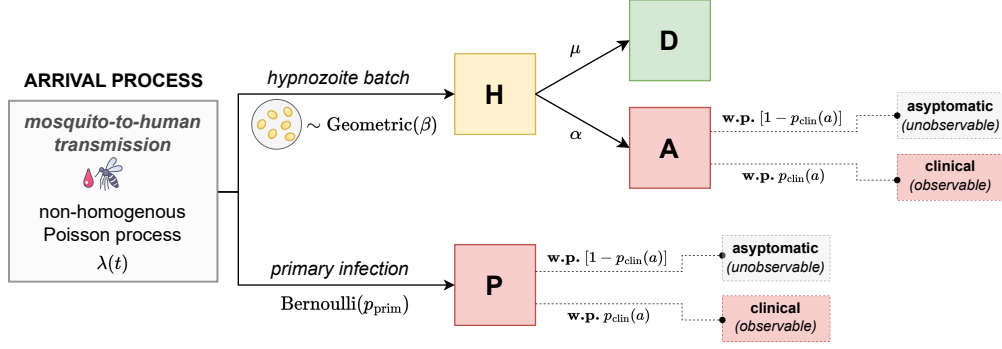 ARRIVAL PROCESS
mosquito-to-human
transmission
non-homogenous
Poisson process
λ(t)
hypnozoite batch
∼ Geometric(β)
primary infection
Bernoulli(p_prim)
H
μ
α
D
A
w.p. [1 − p_clin(a)]
asyptomatic
(unobservable)
w.p. p_clin(a)
clinical
(observable)
P
w.p. [1 − p_clin(a)]
asyptomatic
(unobservable)
w.p. p_clin(a)
clinical
(observable)